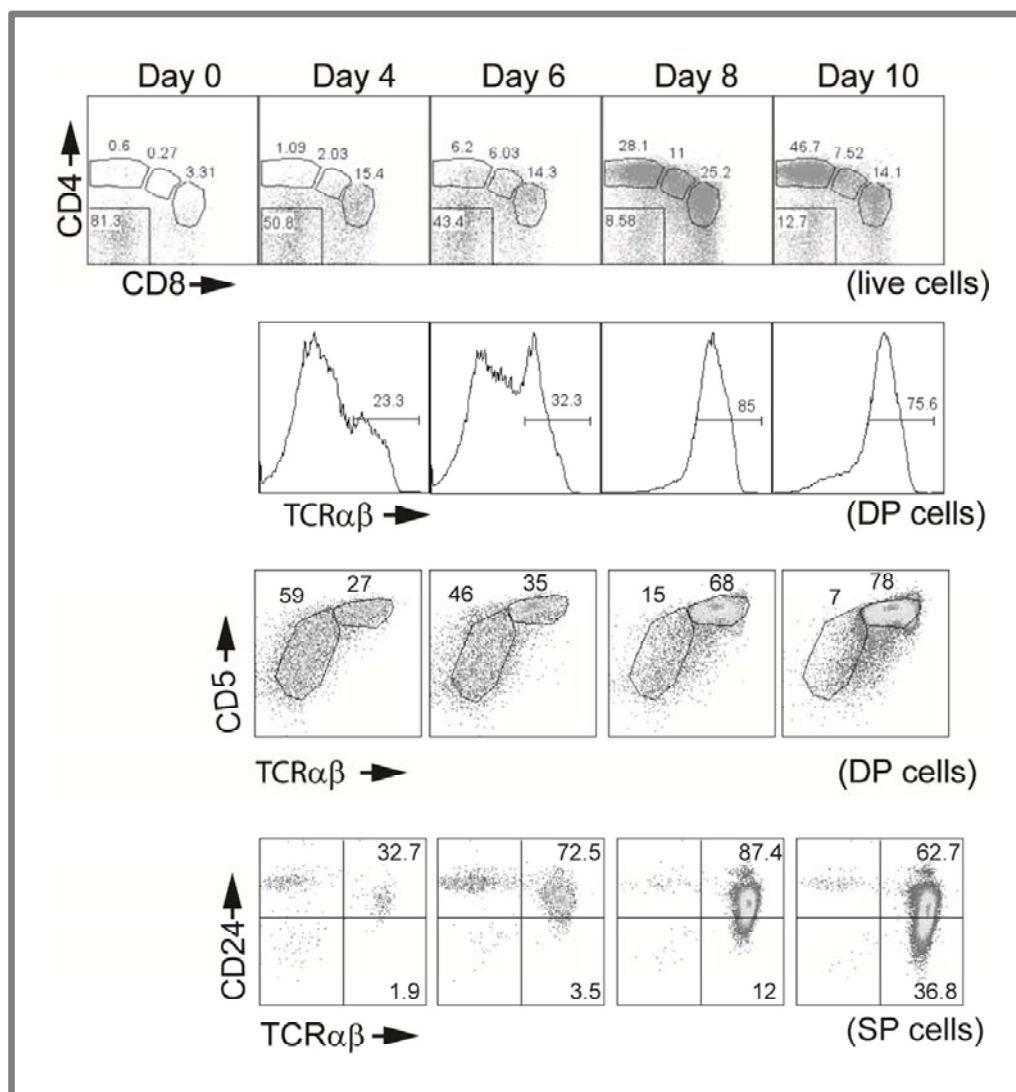 Day 0 Day 4 Day 6 Day 8 Day 10
0.6 0.27 3.31 81.3
1.09 2.03 15.4 50.8
6.2 6.03 14.3 43.4
28.1 11 25.2 8.58
46.7 7.52 14.1 12.7
CD4
CD8
(live cells)
23.3 32.3 85 75.6
TCRαβ
(DP cells)
59 27 46 35 15 68 7 78
CD5
TCRαβ
(DP cells)
32.7 72.5 87.4 62.7
CD24
1.9 3.5 12 36.8
TCRαβ
(SP cells)